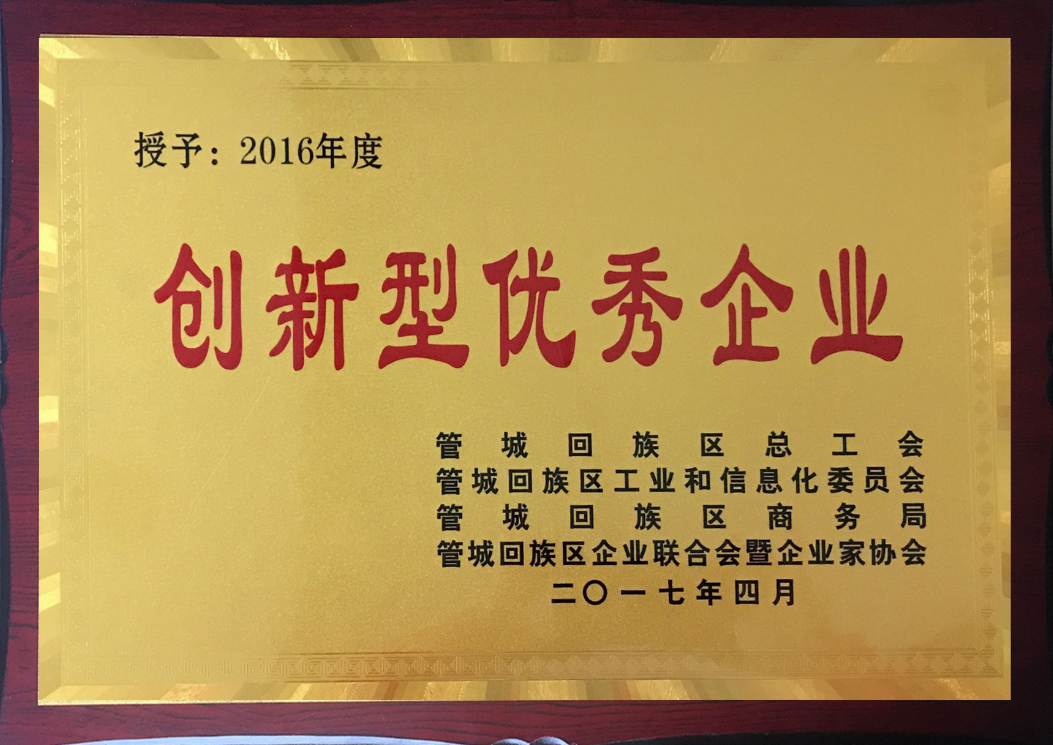 授予：2016年度
创新型优秀企业
管城回族区总工会
管城回族区工业和信息化委员会
管城回族区商务局
管城回族区企业联合会暨企业家协会
二〇一七年四月